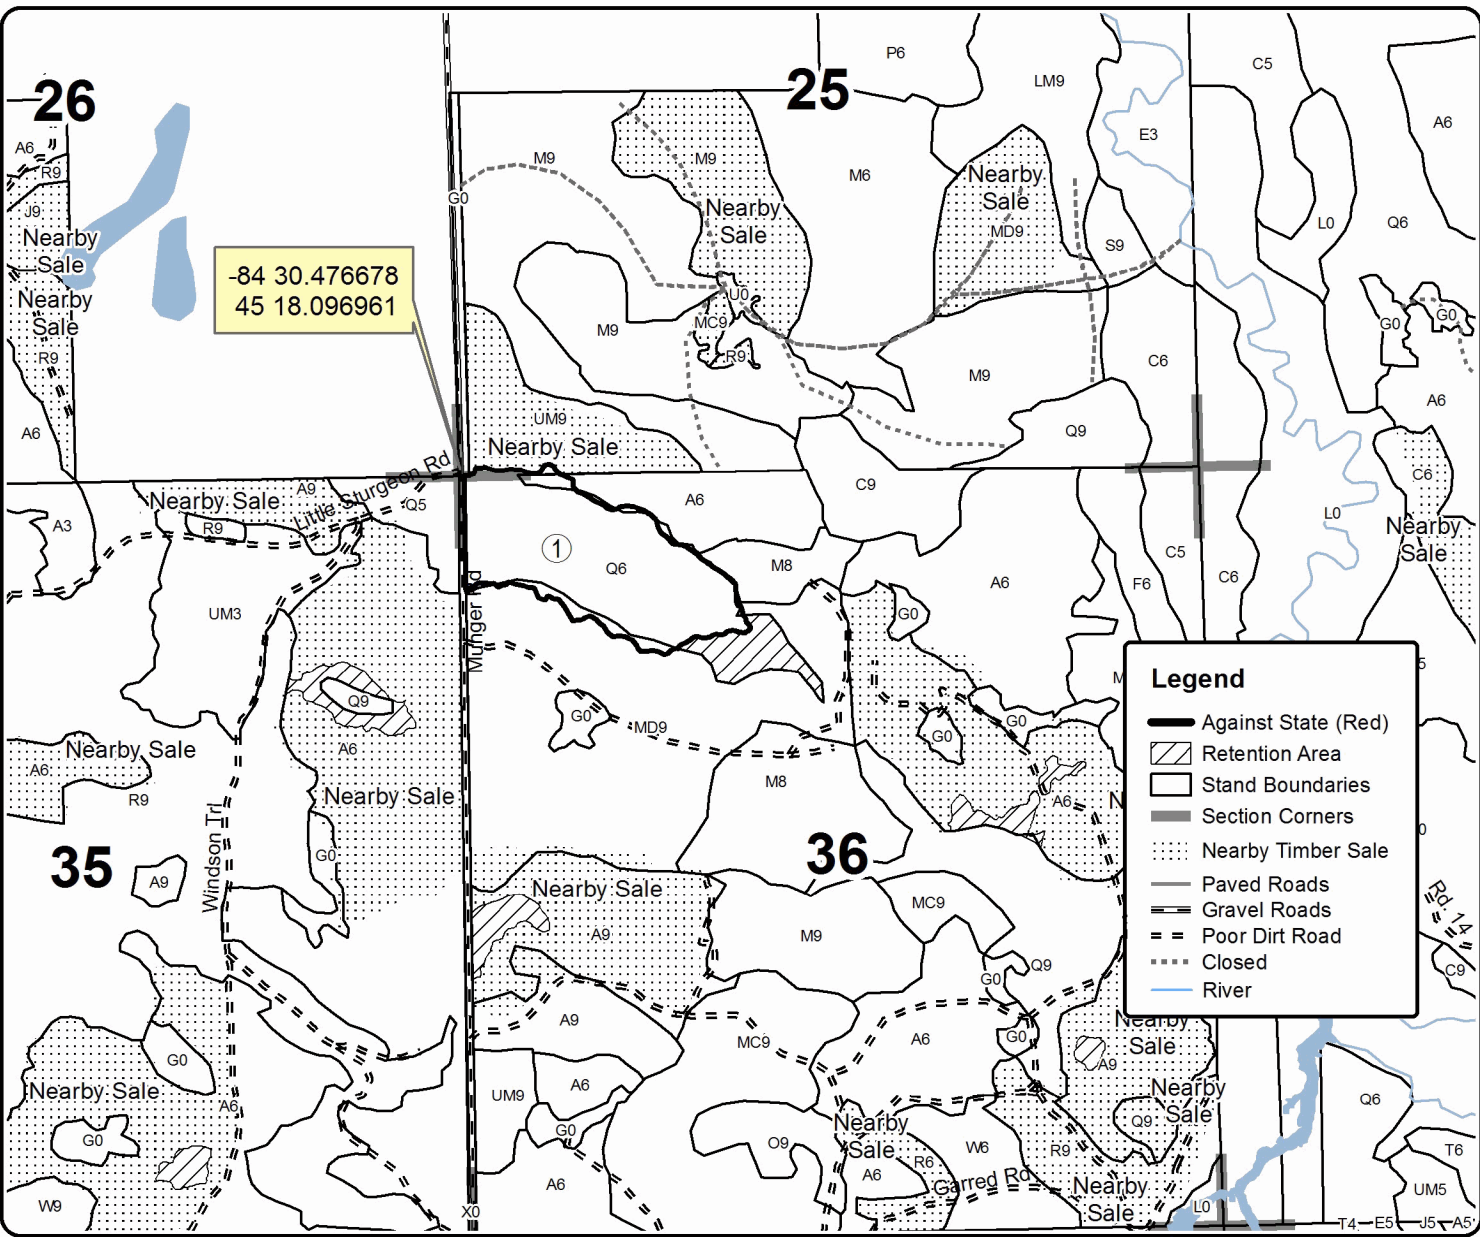 26
25
P6
C5
LM9
A6
E3
A6
R9
M9
M9
M6
Nearby
Sale
MD9
J9
G0
Nearby
Sale
Nearby
Sale
L0
Q6
S9
Nearby
Sale
-84 30.476678
45 18.096961
U0
MC9
M9
R9
G0
G0
R9
M9
C6
A6
UM9
Q9
A6
Nearby Sale
Little Sturgeon Rd
C6
A9
Nearby Sale
Q5
A6
C9
A3
R9
L0
Nearby
Sale
1
Q6
M8
C5
A6
F6
C6
Munger Rd
UM3
G0
M
5
Q9
G0
MD9
G0
G0
A6
Nearby Sale
A6
R9
Nearby Sale
M8
A6
N
Windson Trl
0
35
36
G0
A9
Nearby Sale
MC9
A9
M9
Rd. 14
Q9
G0
C9
A9
MC9
A6
G0
Nearby
Sale
A9
G0
Nearby Sale
A6
UM9
A6
Nearby
Sale
Q9
Q6
G0
G0
O9
Nearby
Sale
W6
R9
T6
R6
A6
A6
Garred Rd
Nearby
Sale
UM5
W9
X0
L0
T4
E5
J5
A5
Legend
Against State (Red)
Retention Area
Stand Boundaries
Section Corners
Nearby Timber Sale
Paved Roads
Gravel Roads
Poor Dirt Road
Closed
River